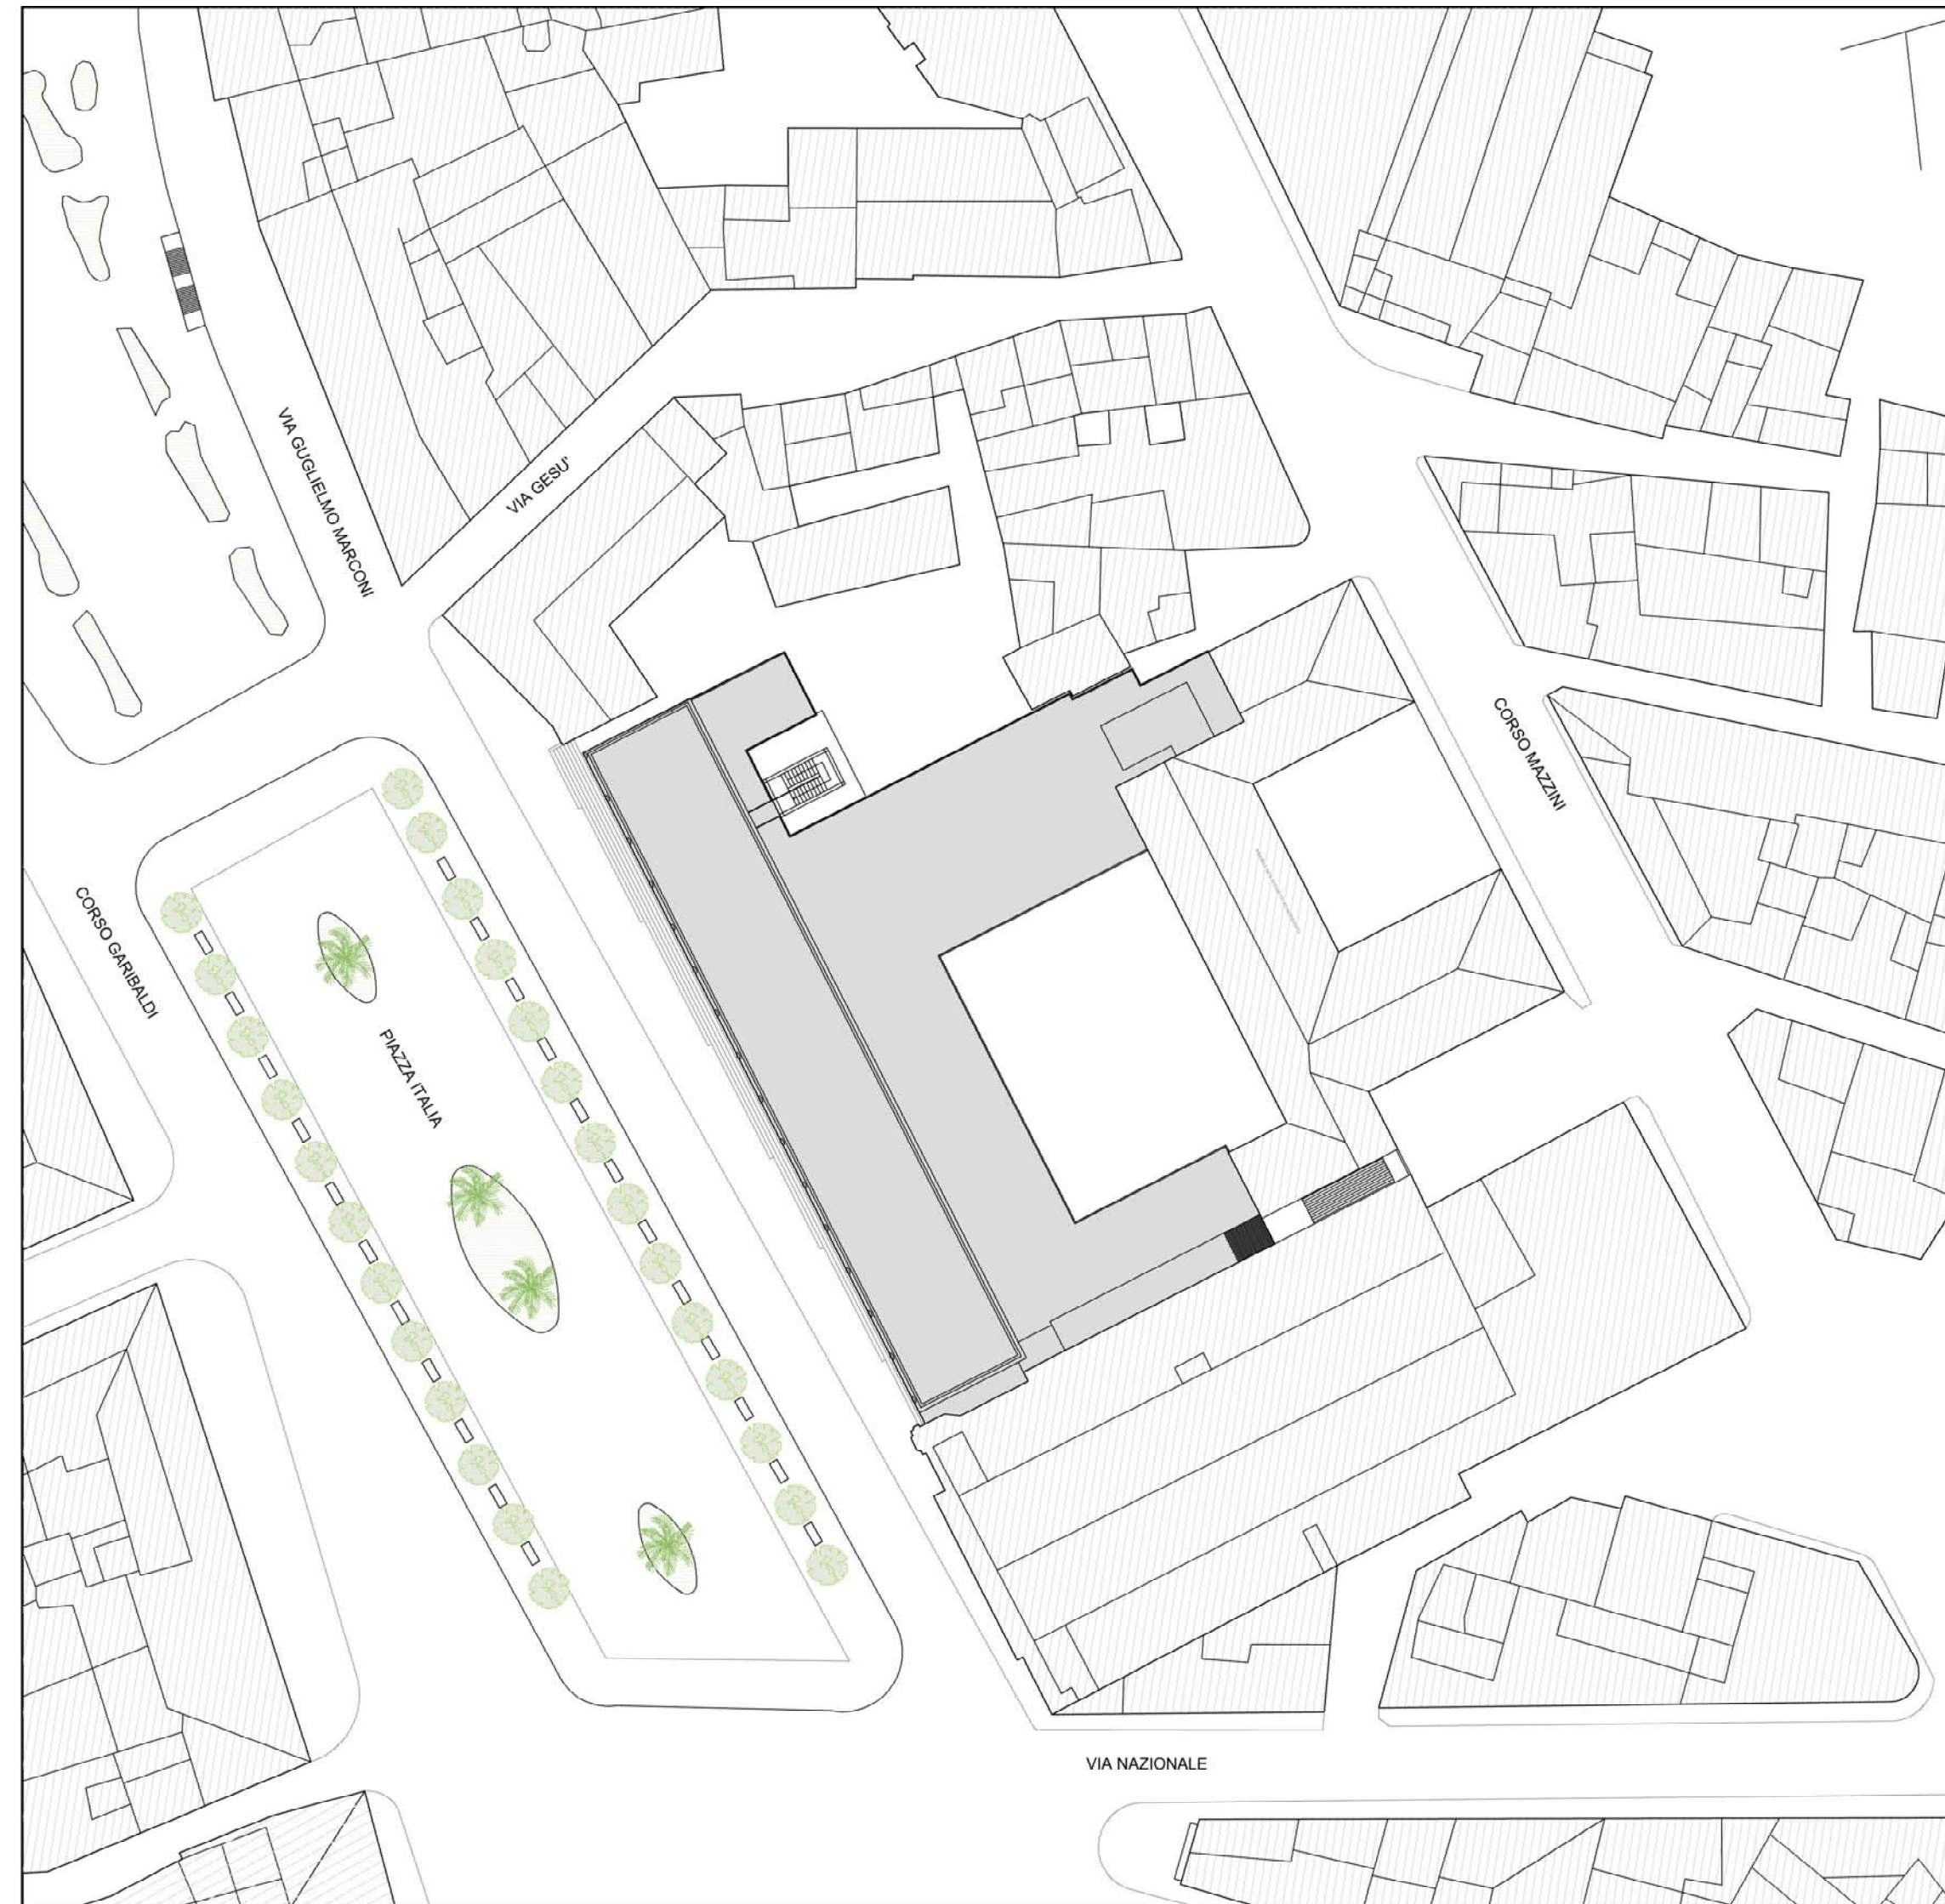 VIA GUGLIELMO MARCONI
VIA GESU'
CORSO MAZZINI
CORSO GARIBALDI
PIAZZA ITALIA
VIA NAZIONALE